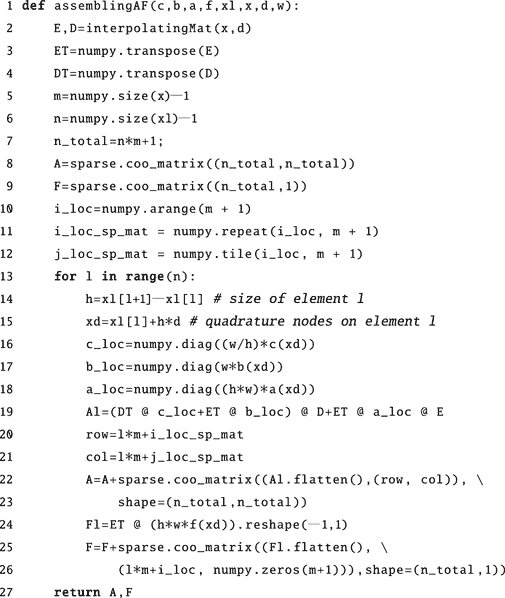 1 def assemblingAF(c,b,a,f,xl,x,d,w):
2     E,D=interpolatingMat(x,d)
3     ET=numpy.transpose(E)
4     DT=numpy.transpose(D)
5     m=numpy.size(x)—1
6     n=numpy.size(xl)—1
7     n_total=n*m+1;
8     A=sparse.coo_matrix((n_total,n_total))
9     F=sparse.coo_matrix((n_total,1))
10     i_loc=numpy.arange(m + 1)
11     i_loc_sp_mat = numpy.repeat(i_loc, m + 1)
12     j_loc_sp_mat = numpy.tile(i_loc, m + 1)
13     for l in range(n):
14         h=xl[l+1]—xl[l] # size of element l
15         xd=xl[l]+h*d # quadrature nodes on element l
16         c_loc=numpy.diag((w/h)*c(xd))
17         b_loc=numpy.diag(w*b(xd))
18         a_loc=numpy.diag((h*w)*a(xd))
19         Al=(DT @ c_loc+ET @ b_loc) @ D+ET @ a_loc @ E
20         row=l*m+i_loc_sp_mat
21         col=l*m+j_loc_sp_mat
22         A=A+sparse.coo_matrix((Al.flatten(),(row, col)), \
23             shape=(n_total,n_total))
24         Fl=ET @ (h*w*f(xd)).reshape(—1,1)
25         F=F+sparse.coo_matrix((Fl.flatten(), \
26             (l*m+i_loc, numpy.zeros(m+1))),shape=(n_total,1))
27     return A,F